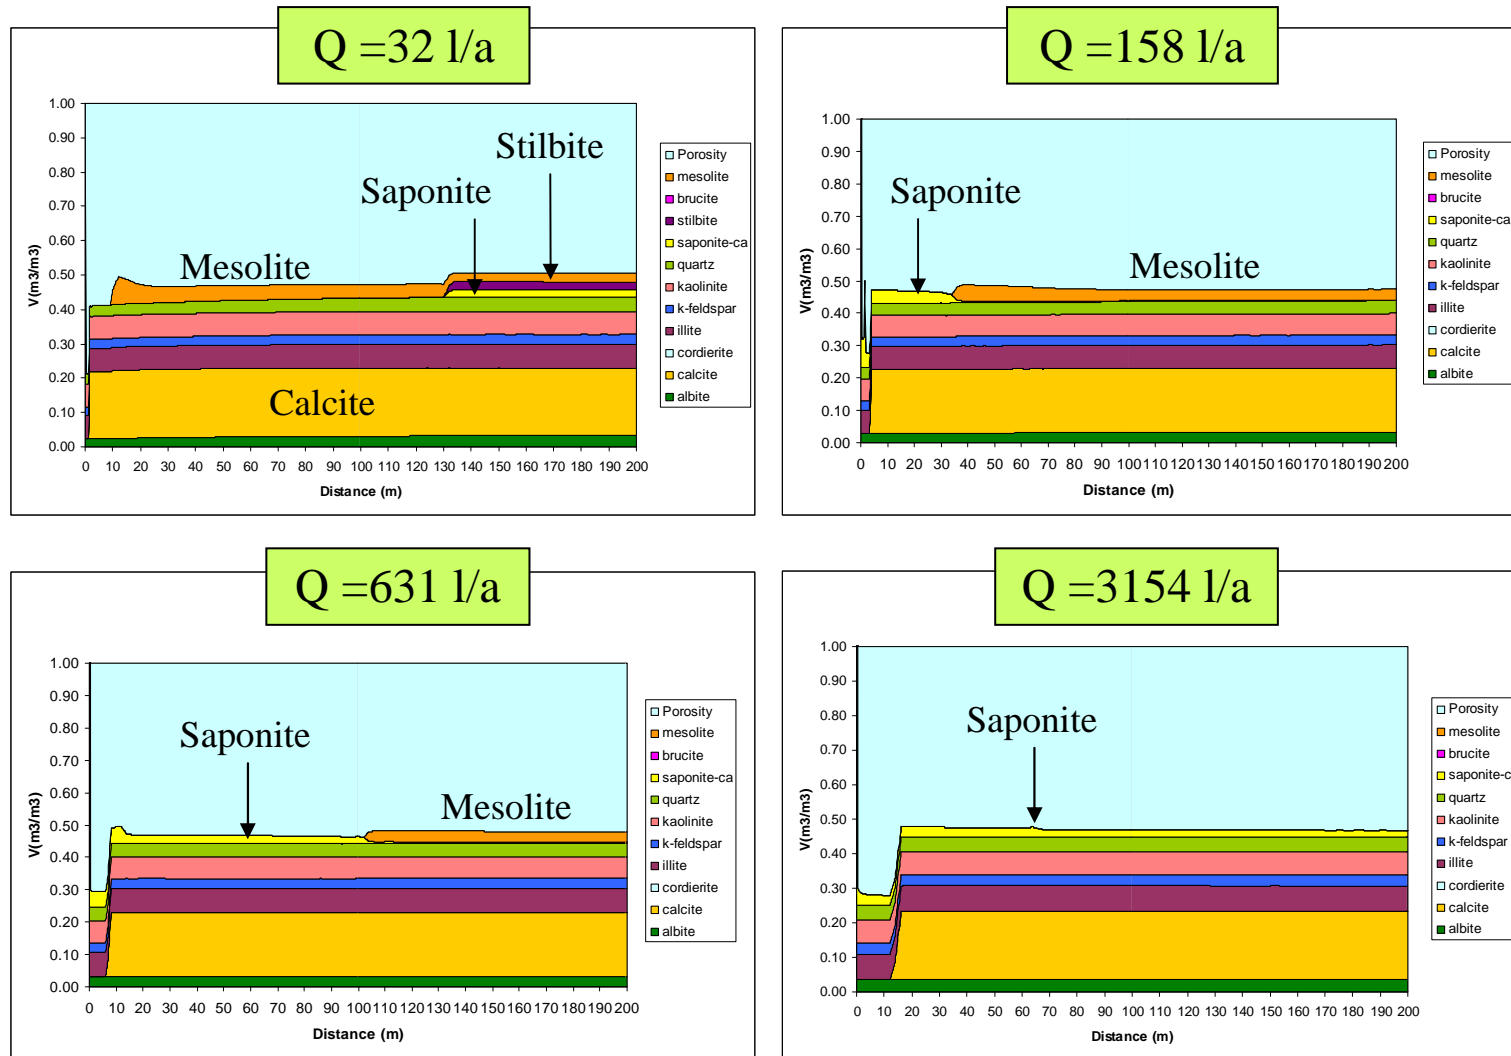 Q =32 l/a
1.00
0.90
0.80
0.70
0.60
0.50
0.40
0.30
0.20
0.10
0.00
V(m3/m3)
Stilbite
Saponite
Mesolite
Calcite
0 10 20 30 40 50 60 70 80 90 100 110 120 130 140 150 160 170 180 190 200
Distance (m)
Porosity
mesolite
brucite
stilbite
saponite-ca
quartz
kaolinite
k-feldspar
illite
cordierite
calcite
albite
Q =158 l/a
1.00
0.90
0.80
0.70
0.60
0.50
0.40
0.30
0.20
0.10
0.00
V(m3/m3)
Saponite
Mesolite
0 10 20 30 40 50 60 70 80 90 100 110 120 130 140 150 160 170 180 190 200
Distance (m)
Porosity
mesolite
brucite
saponite-ca
quartz
kaolinite
k-feldspar
illite
cordierite
calcite
albite
Q =631 l/a
1.00
0.90
0.80
0.70
0.60
0.50
0.40
0.30
0.20
0.10
0.00
V(m3/m3)
Saponite
Mesolite
0 10 20 30 40 50 60 70 80 90 100 110 120 130 140 150 160 170 180 190 200
Distance (m)
Porosity
mesolite
brucite
saponite-ca
quartz
kaolinite
k-feldspar
illite
cordierite
calcite
albite
Q =3154 l/a
1.00
0.90
0.80
0.70
0.60
0.50
0.40
0.30
0.20
0.10
0.00
V(m3/m3)
Saponite
0 10 20 30 40 50 60 70 80 90 100 110 120 130 140 150 160 170 180 190 200
Distance (m)
Porosity
mesolite
brucite
saponite-c
quartz
kaolinite
k-feldspar
illite
cordierite
calcite
albite